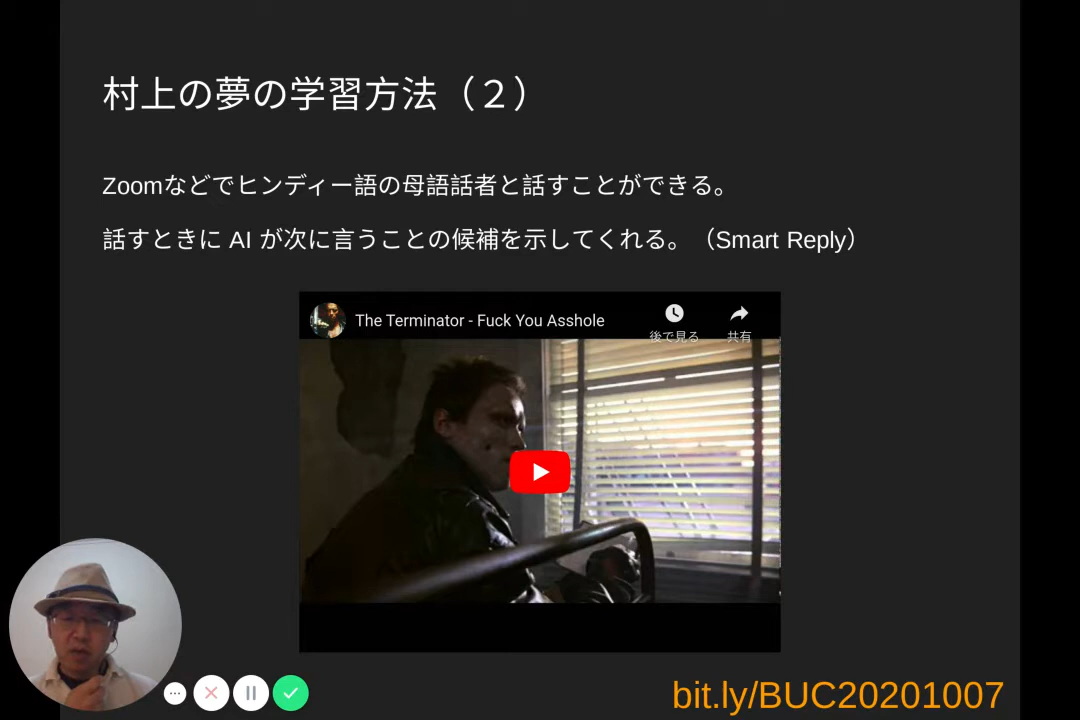 村上の夢の学習方法（２）
Zoomなどでヒンディー語の母語話者と話すことができる。
話すときに AI が次に言うことの候補を示してくれる。（Smart Reply）
The Terminator - Fuck You Asshole
後で見る
共有
bit.ly/BUC20201007